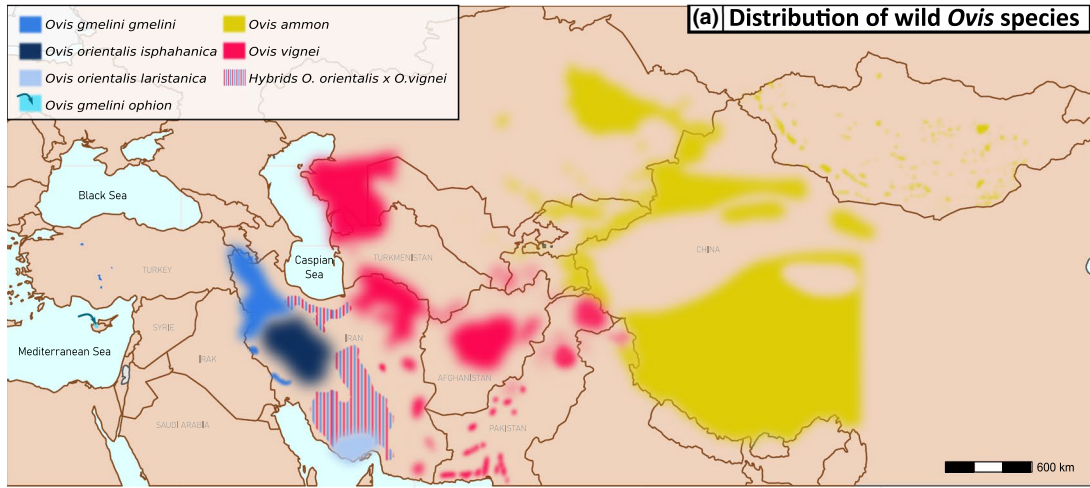 (a) Distribution of wild Ovis species
Ovis gmelini gmelini
Ovis orientalis isphahanica
Ovis orientalis laristanica
Ovis gmelini ophion
Ovis ammon
Ovis vignei
Hybrids O. orientalis x O.vignei
Black Sea
Caspian
Sea
TURKMENISTAN
CHINA
TURKEY
SYRIE
Mediterranean Sea
IRAK
IRAN
AFGHANISTAN
SAUDI ARABIA
PAKISTAN
600 km